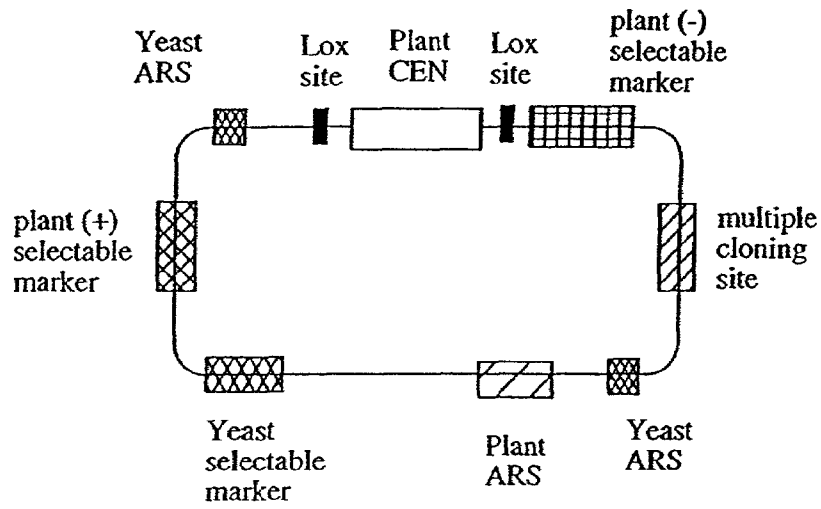 Yeast
ARS
Lox
site
Plant
CEN
Lox
site
plant (-)
selectable
marker
plant (+)
selectable
marker
multiple
cloning
site
Yeast
selectable
marker
Plant
ARS
Yeast
ARS